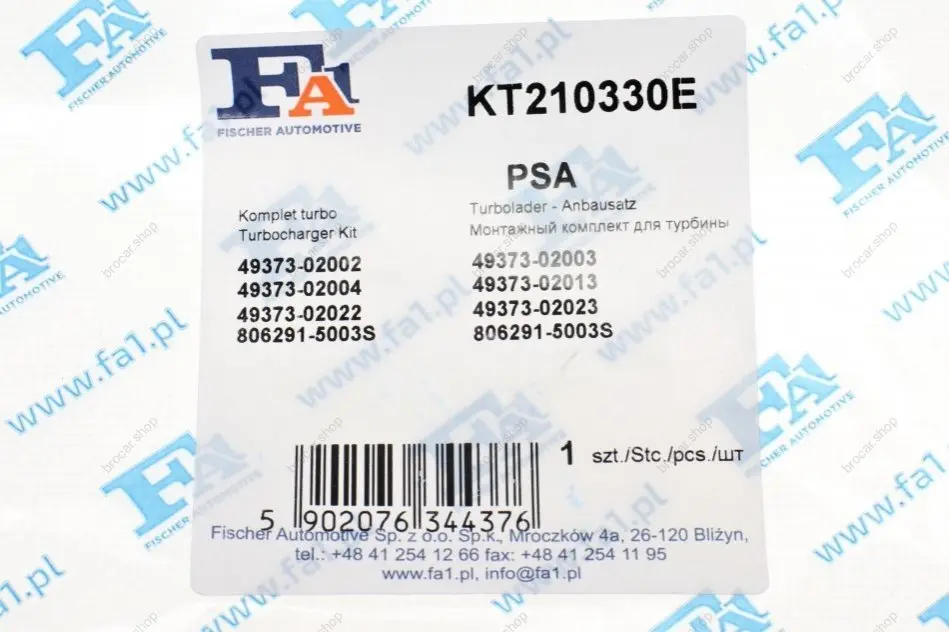 FA1
FISCHER AUTOMOTIVE
KT210330E
PSA
Komplet turbo
Turbocharger Kit
Turbolader - Anbausatz
Монтажный комплект для турбины
49373-02002
49373-02004
49373-02022
806291-5003S
49373-02003
49373-02013
49373-02023
806291-5003S
1 szt./Stc./pcs./шт
5 902076 344376
Fischer Automotive Sp. z o.o. Sp.k., Mroczków 4a, 26-120 Bliżyn,
tel.: +48 41 254 12 66 fax: +48 41 254 11 95
www.fa1.pl, info@fa1.pl
www.fa1.pl
brocar.shop